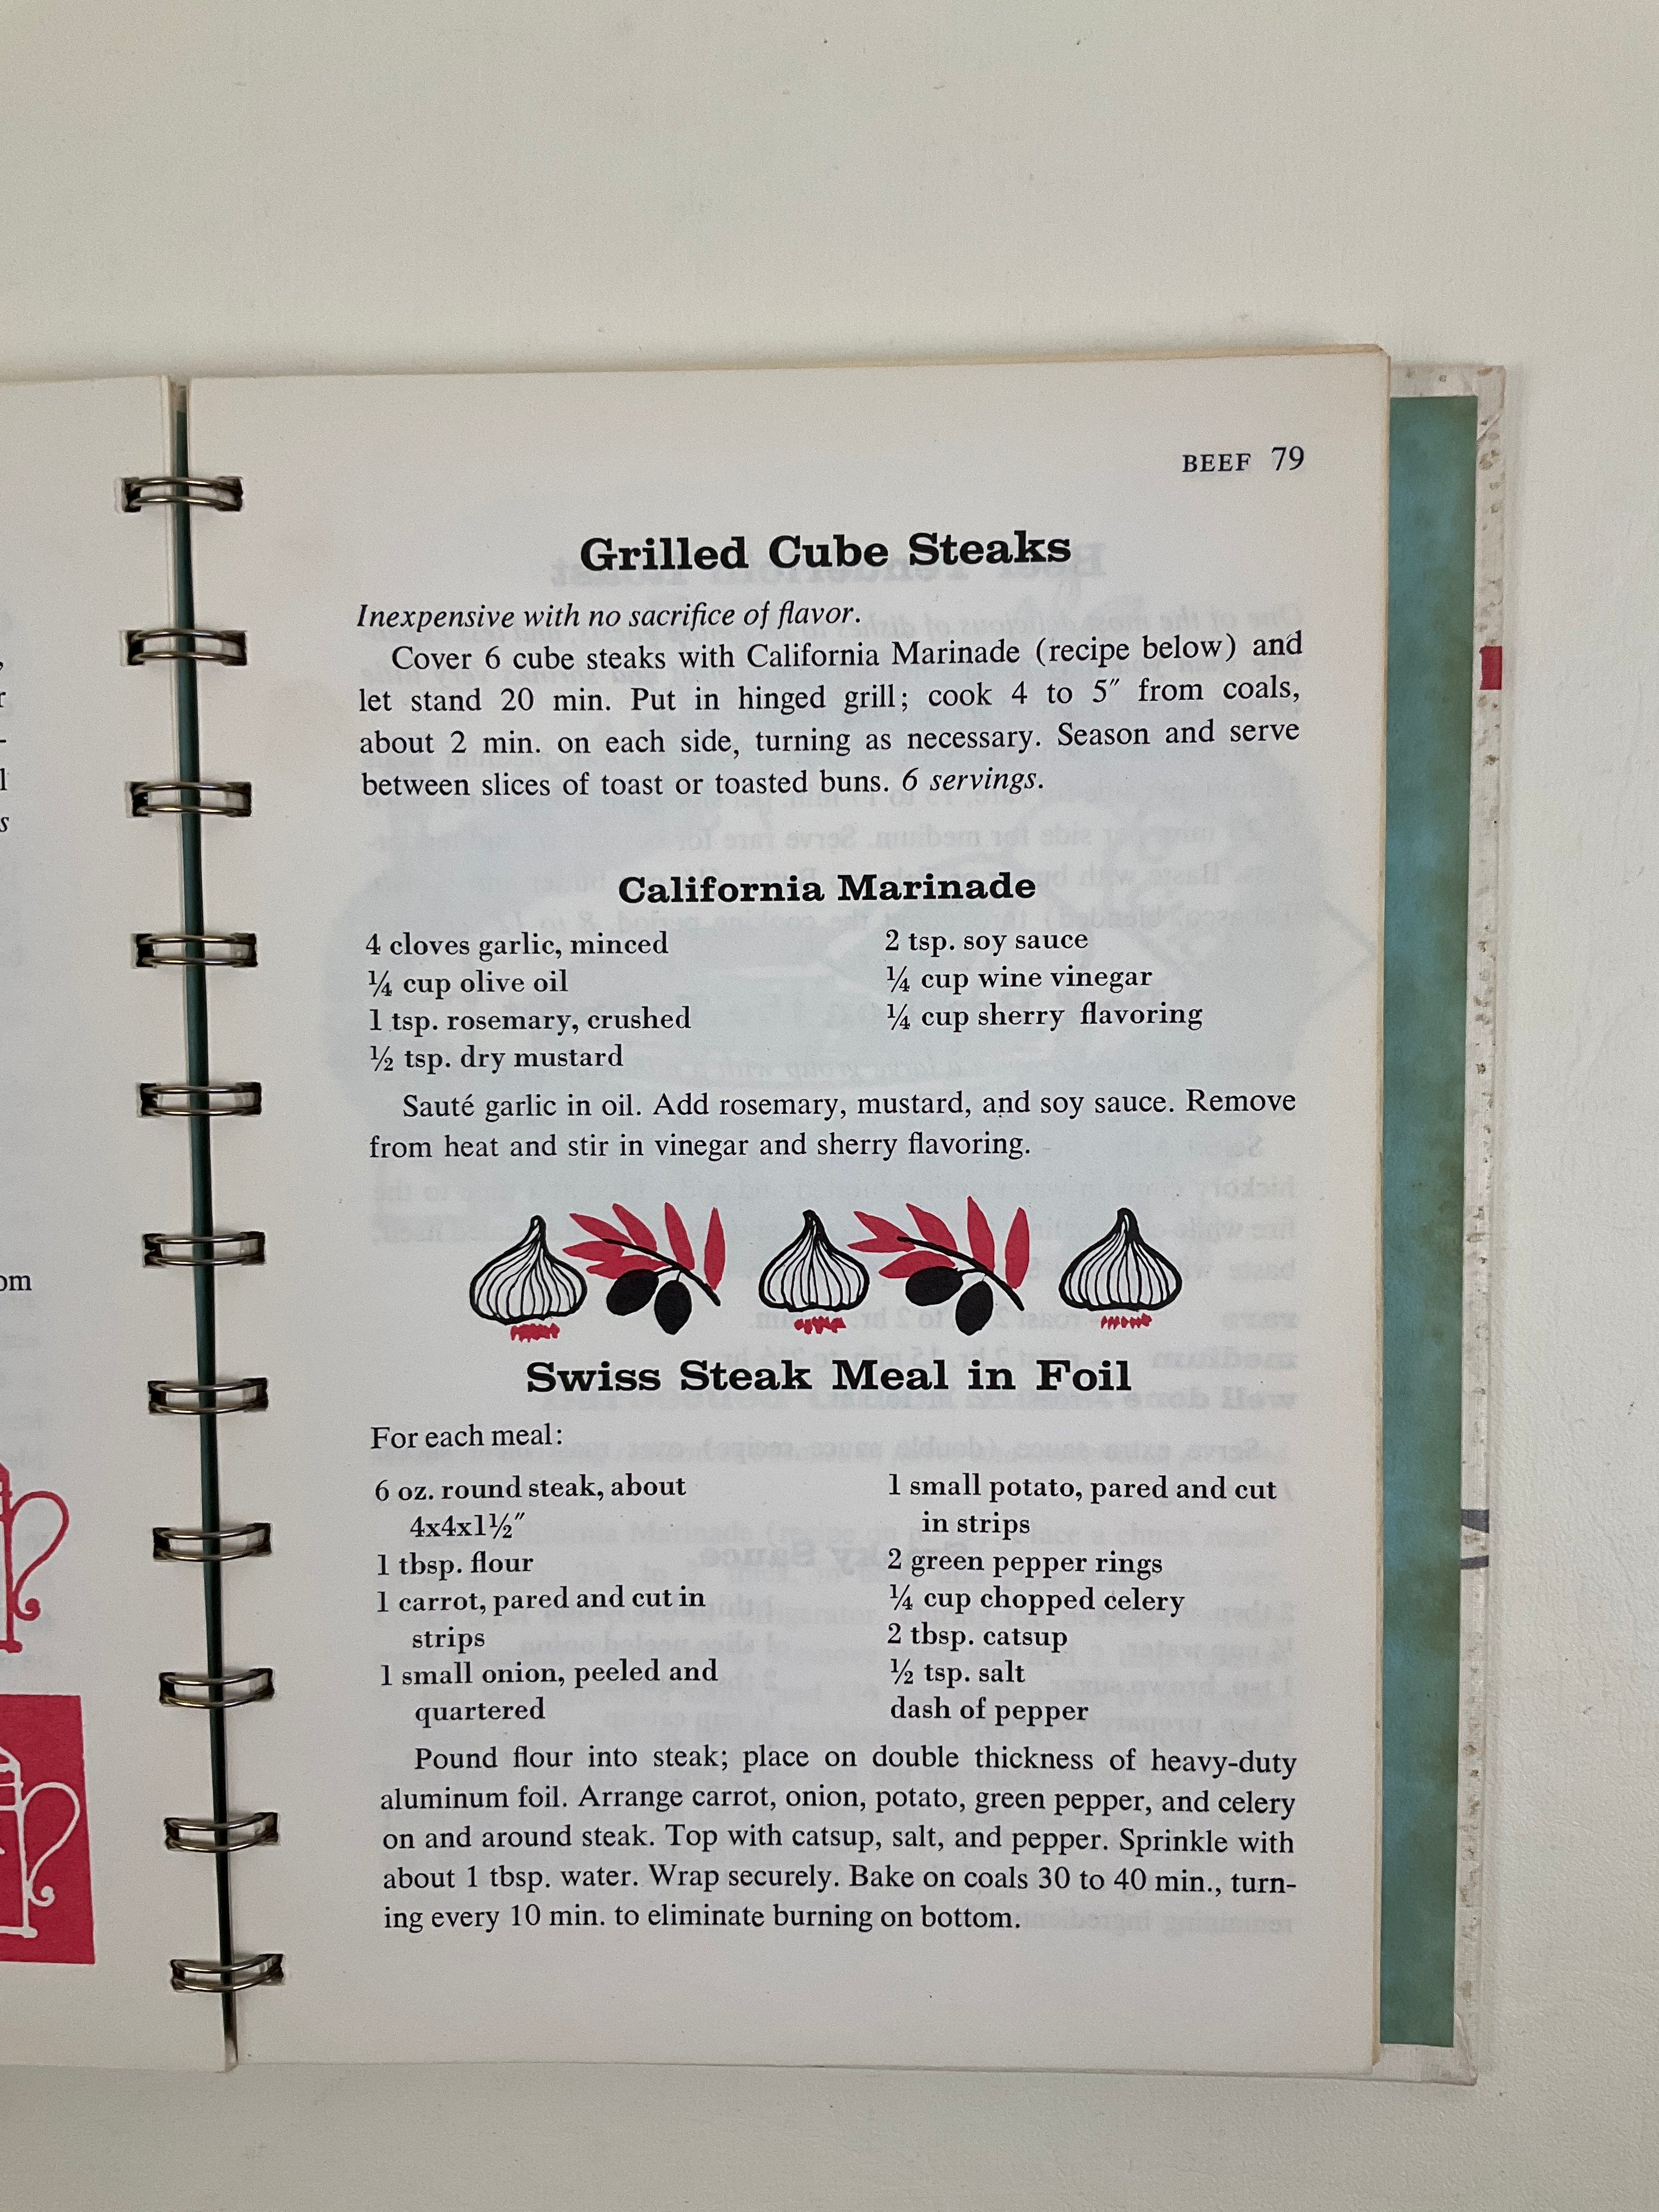 BEEF 79
Grilled Cube Steaks
Inexpensive with no sacrifice of flavor.
Cover 6 cube steaks with California Marinade (recipe below) and
let stand 20 min. Put in hinged grill; cook 4 to 5″ from coals,
about 2 min. on each side, turning as necessary. Season and serve
between slices of toast or toasted buns. 6 servings.
California Marinade
4 cloves garlic, minced
¼ cup olive oil
1 tsp. rosemary, crushed
½ tsp. dry mustard
2 tsp. soy sauce
¼ cup wine vinegar
¼ cup sherry flavoring
Sauté garlic in oil. Add rosemary, mustard, and soy sauce. Remove
from heat and stir in vinegar and sherry flavoring.
Swiss Steak Meal in Foil
For each meal:
6 oz. round steak, about
4x4x1½″
1 tbsp. flour
1 carrot, pared and cut in
strips
1 small onion, peeled and
quartered
1 small potato, pared and cut
in strips
2 green pepper rings
¼ cup chopped celery
2 tbsp. catsup
½ tsp. salt
dash of pepper
Pound flour into steak; place on double thickness of heavy-duty
aluminum foil. Arrange carrot, onion, potato, green pepper, and celery
on and around steak. Top with catsup, salt, and pepper. Sprinkle with
about 1 tbsp. water. Wrap securely. Bake on coals 30 to 40 min., turn-
ing every 10 min. to eliminate burning on bottom.